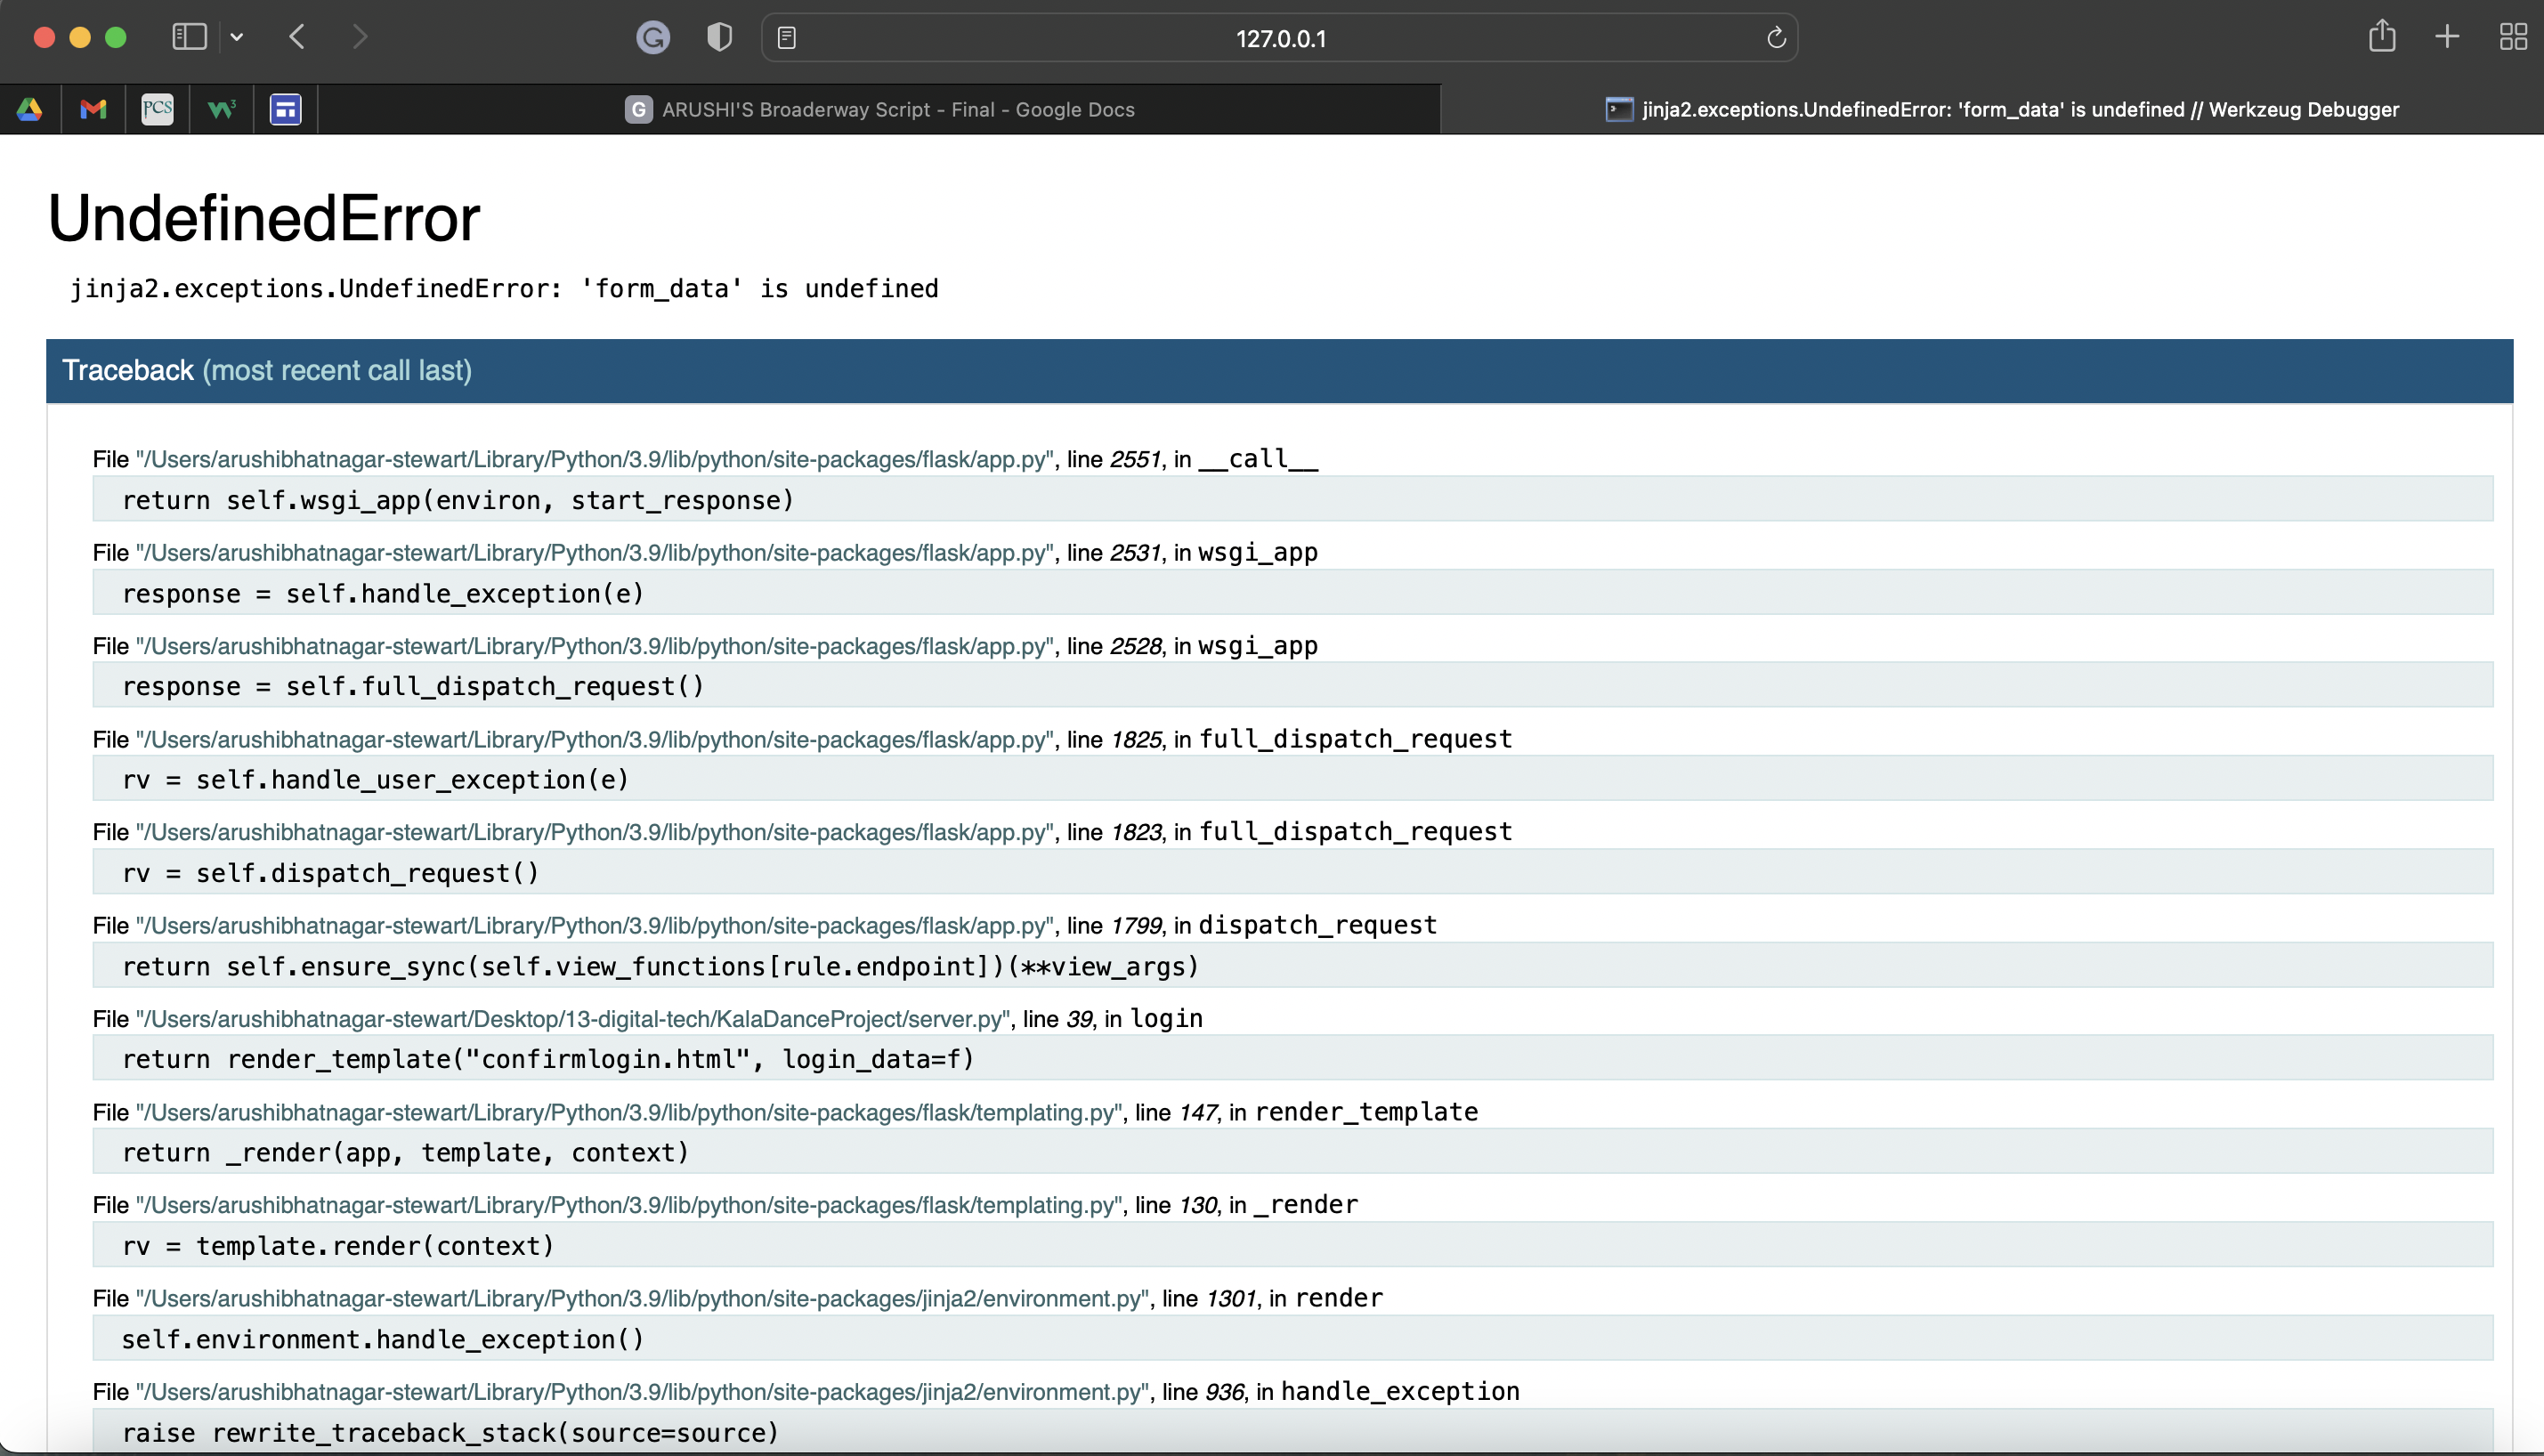 127.0.0.1
PCS
G ARUSHI'S Broaderway Script - Final - Google Docs
jinja2.exceptions.UndefinedError: 'form_data' is undefined // Werkzeug Debugger
UndefinedError
jinja2.exceptions.UndefinedError: 'form_data' is undefined
Traceback (most recent call last)
File "/Users/arushibhatnagar-stewart/Library/Python/3.9/lib/python/site-packages/flask/app.py", line 2551, in __call__
return self.wsgi_app(environ, start_response)
File "/Users/arushibhatnagar-stewart/Library/Python/3.9/lib/python/site-packages/flask/app.py", line 2531, in wsgi_app
response = self.handle_exception(e)
File "/Users/arushibhatnagar-stewart/Library/Python/3.9/lib/python/site-packages/flask/app.py", line 2528, in wsgi_app
response = self.full_dispatch_request()
File "/Users/arushibhatnagar-stewart/Library/Python/3.9/lib/python/site-packages/flask/app.py", line 1825, in full_dispatch_request
rv = self.handle_user_exception(e)
File "/Users/arushibhatnagar-stewart/Library/Python/3.9/lib/python/site-packages/flask/app.py", line 1823, in full_dispatch_request
rv = self.dispatch_request()
File "/Users/arushibhatnagar-stewart/Library/Python/3.9/lib/python/site-packages/flask/app.py", line 1799, in dispatch_request
return self.ensure_sync(self.view_functions[rule.endpoint])(**view_args)
File "/Users/arushibhatnagar-stewart/Desktop/13-digital-tech/KalaDanceProject/server.py", line 39, in login
return render_template("confirmlogin.html", login_data=f)
File "/Users/arushibhatnagar-stewart/Library/Python/3.9/lib/python/site-packages/flask/templating.py", line 147, in render_template
return _render(app, template, context)
File "/Users/arushibhatnagar-stewart/Library/Python/3.9/lib/python/site-packages/flask/templating.py", line 130, in _render
rv = template.render(context)
File "/Users/arushibhatnagar-stewart/Library/Python/3.9/lib/python/site-packages/jinja2/environment.py", line 1301, in render
self.environment.handle_exception()
File "/Users/arushibhatnagar-stewart/Library/Python/3.9/lib/python/site-packages/jinja2/environment.py", line 936, in handle_exception
raise rewrite_traceback_stack(source=source)